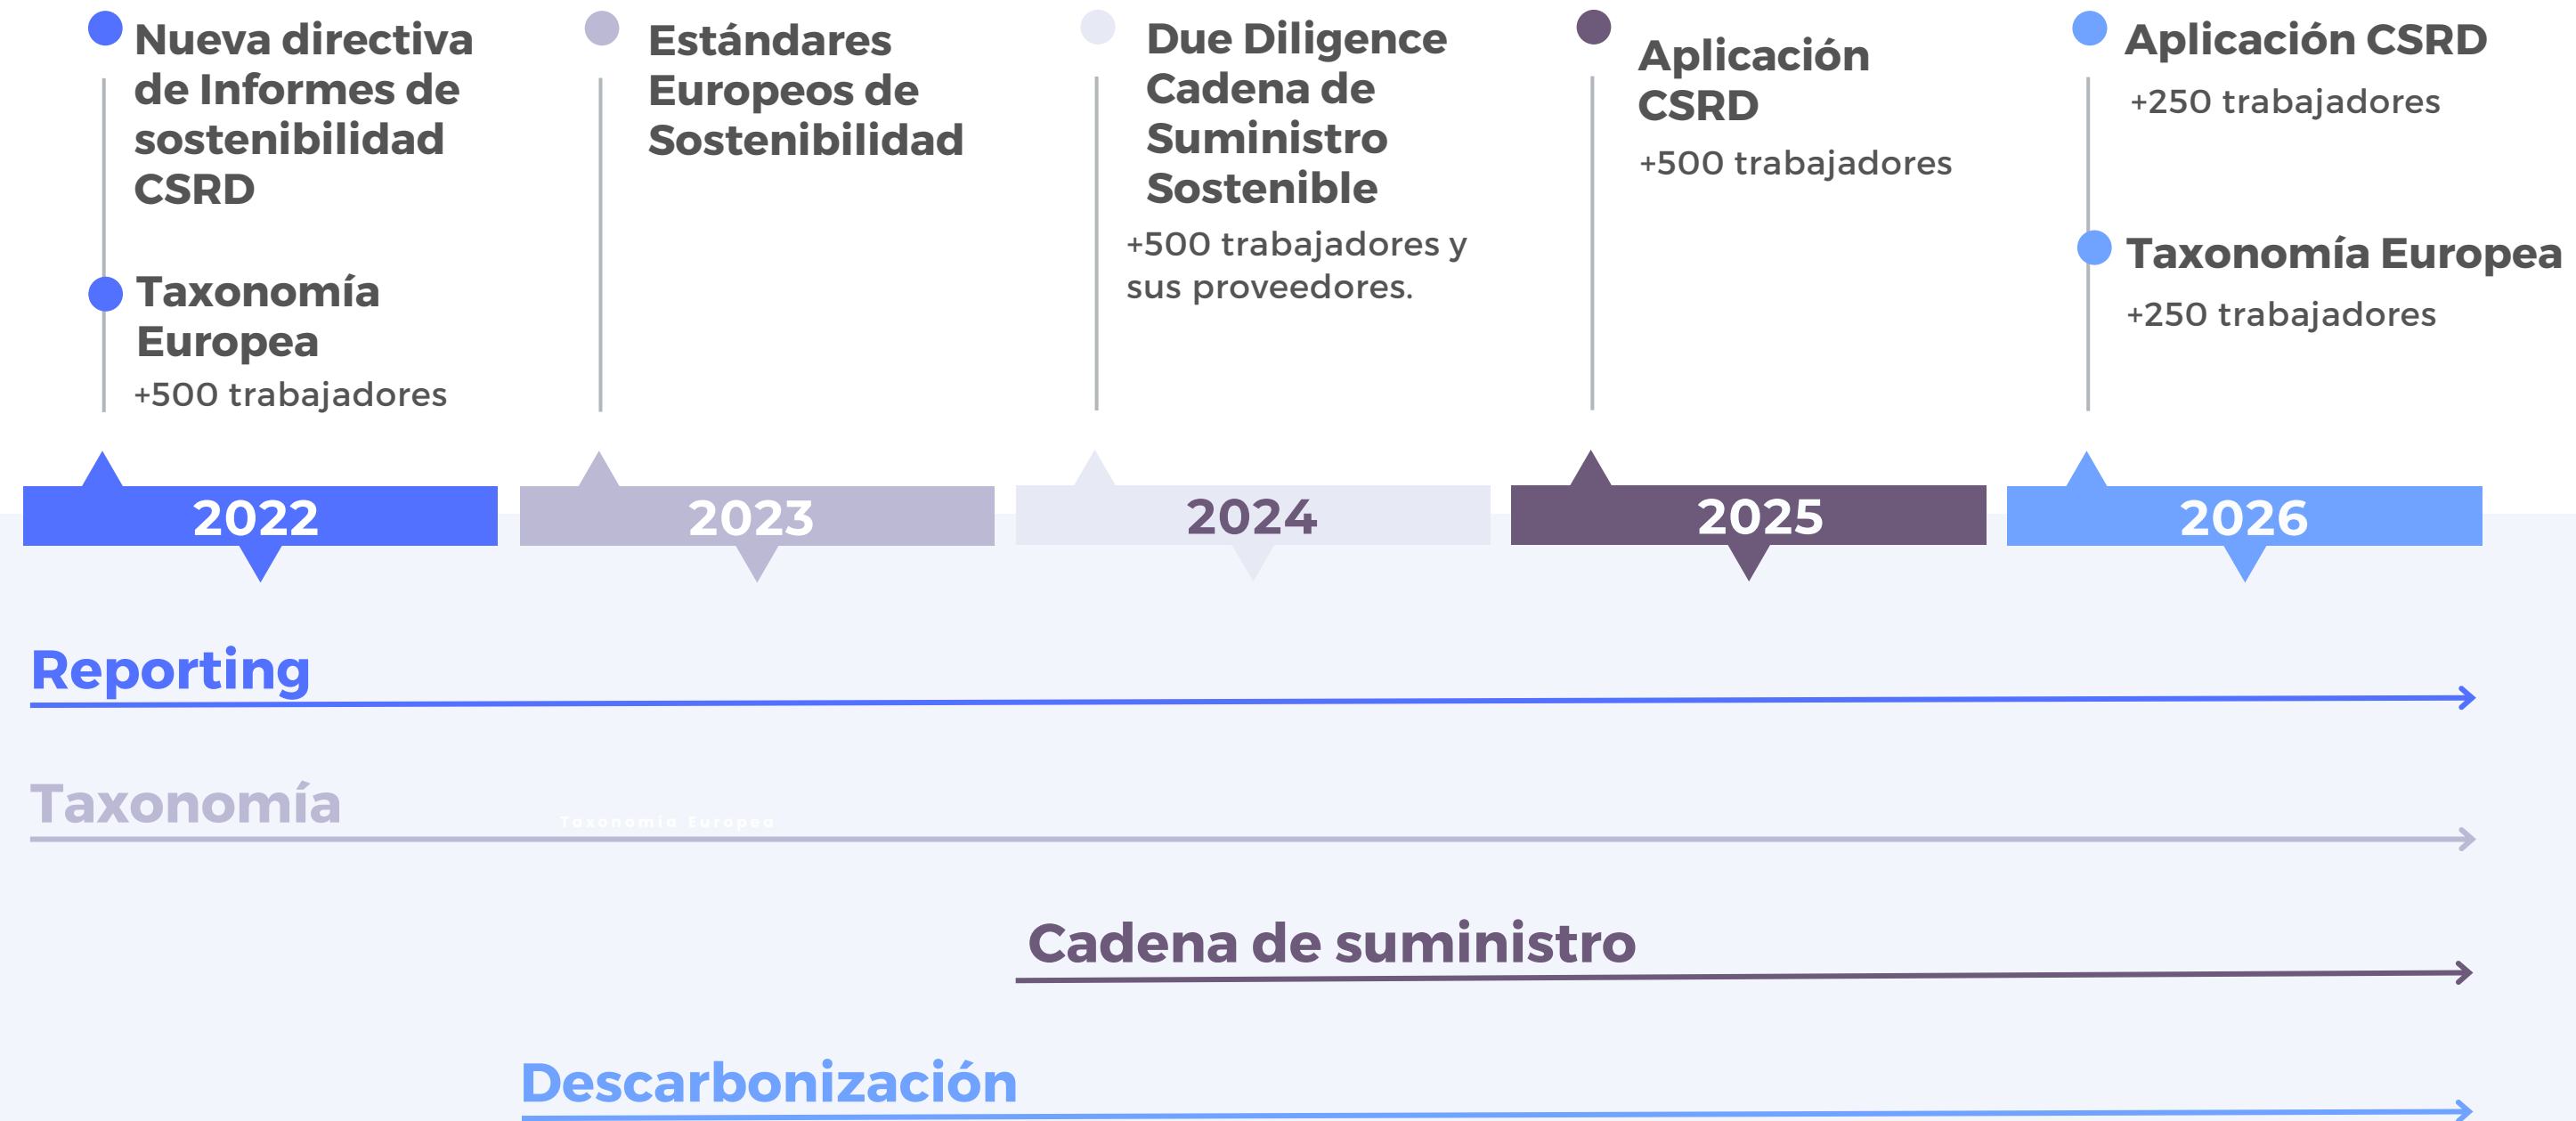 Nueva directiva
de Informes de
sostenibilidad
CSRD
Taxonomía
Europea
+500 trabajadores
Estándares
Europeos de
Sostenibilidad
Due Diligence
Cadena de
Suministro
Sostenible
+500 trabajadores y
sus proveedores.
Aplicación
CSRD
+500 trabajadores
Aplicación CSRD
+250 trabajadores
Taxonomía Europea
+250 trabajadores
2022
2023
2024
2025
2026
Reporting
Taxonomía
Taxonomía Europea
Cadena de suministro
Descarbonización